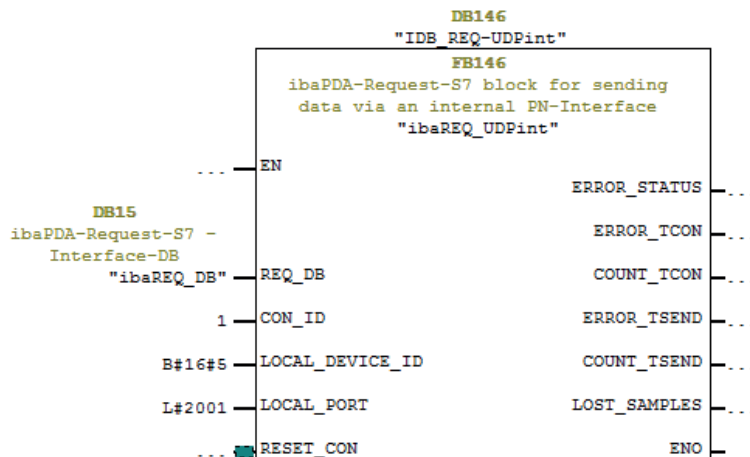 DB146
"IDB_REQ-UDPint"
FB146
ibaPDA-Request-S7 block for sending
data via an internal PN-Interface
"ibaREQ_UDPint"
... EN
ERROR_STATUS ..
DB15
ibaPDA-Request-S7 -
Interface-DB
"ibaREQ_DB" REQ_DB
ERROR_TCON ..
COUNT_TCON ..
1 CON_ID
ERROR_TSEND ..
B#16#5 LOCAL_DEVICE_ID
COUNT_TSEND ..
L#2001 LOCAL_PORT
LOST_SAMPLES ..
... RESET_CON
ENO